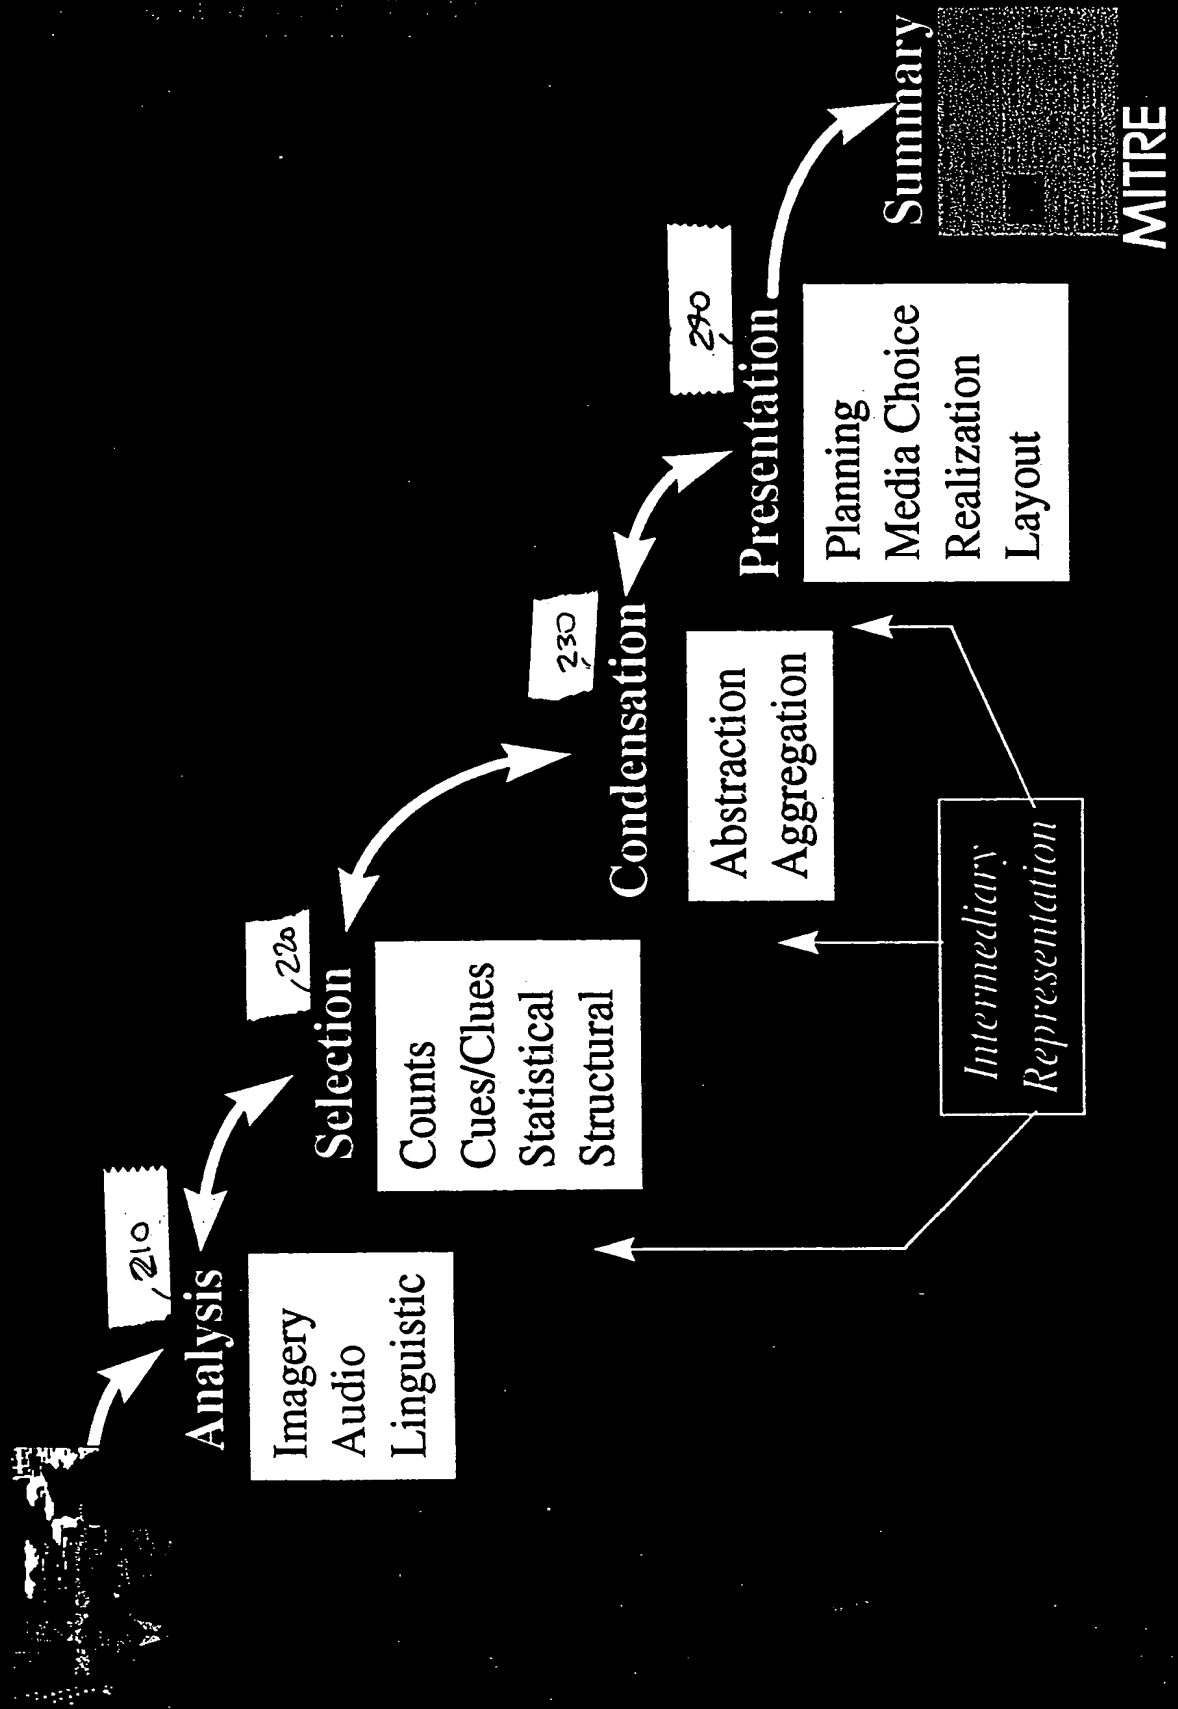 210
Analysis
Imagery
Audio
Linguistic
220
Selection
Counts
Cues/Clues
Statistical
Structural
230
Condensation
Abstraction
Aggregation
240
Presentation
Planning
Media Choice
Realization
Layout
Summary
Intermediary
Representation
MITRE